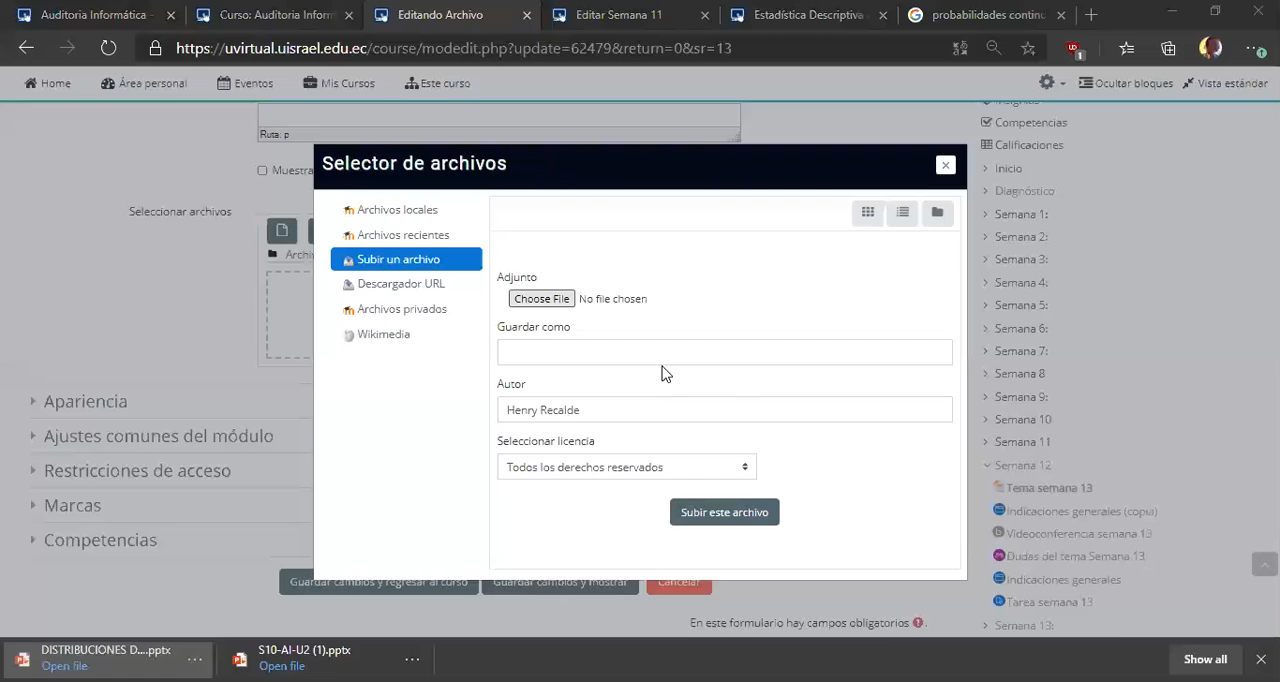 Auditoria Informática -
Curso: Auditoria Inform
Editando Archivo
Editar Semana 11
Estadística Descriptiva
probabilidades continu
https://uvirtual.uisrael.edu.ec/course/modedit.php?update=62479&return=0&sr=13
Home
Área personal
Eventos
Mis Cursos
Este curso
Ocultar bloques
Vista estándar
Ruta: p
Muestra
Seleccionar archivos
Archi
Selector de archivos
Archivos locales
Archivos recientes
Subir un archivo
Descargador URL
Archivos privados
Wikimedia
Adjunto
Choose File No file chosen
Guardar como
Autor
Henry Recalde
Seleccionar licencia
Todos los derechos reservados
Subir este archivo
Apariencia
Ajustes comunes del módulo
Restricciones de acceso
Marcas
Competencias
Guardar cambios y regresar al curso
Guardar cambios y mostrar
Cancelar
En este formulario hay campos obligatorios
Insignias
Competencias
Calificaciones
Inicio
Diagnóstico
Semana 1:
Semana 2:
Semana 3:
Semana 4:
Semana 5:
Semana 6:
Semana 7:
Semana 8
Semana 9:
Semana 10
Semana 11
Semana 12
Tema semana 13
Indicaciones generales (copia)
Videoconferencia semana 13
Dudas del tema Semana 13
Indicaciones generales
Tarea semana 13
Semana 13:
DISTRIBUCIONES D....pptx
Open file
S10-AI-U2 (1).pptx
Open file
Show all